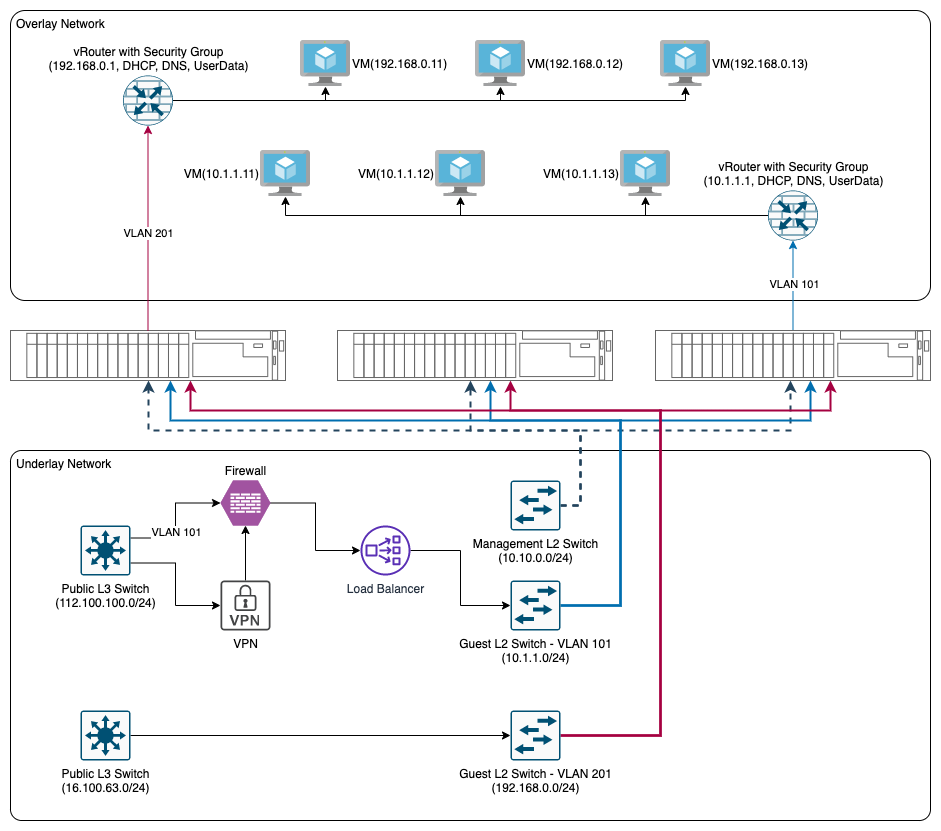 Overlay Network
vRouter with Security Group
(192.168.0.1, DHCP, DNS, UserData)
VM(192.168.0.11)
VM(192.168.0.12)
VM(192.168.0.13)
VM(10.1.1.11)
VM(10.1.1.12)
VM(10.1.1.13)
vRouter with Security Group
(10.1.1.1, DHCP, DNS, UserData)
VLAN 201
VLAN 101
Underlay Network
Firewall
VLAN 101
Public L3 Switch
(112.100.100.0/24)
VPN
VPN
Load Balancer
Management L2 Switch
(10.10.0.0/24)
Guest L2 Switch - VLAN 101
(10.1.1.0/24)
Public L3 Switch
(16.100.63.0/24)
Guest L2 Switch - VLAN 201
(192.168.0.0/24)